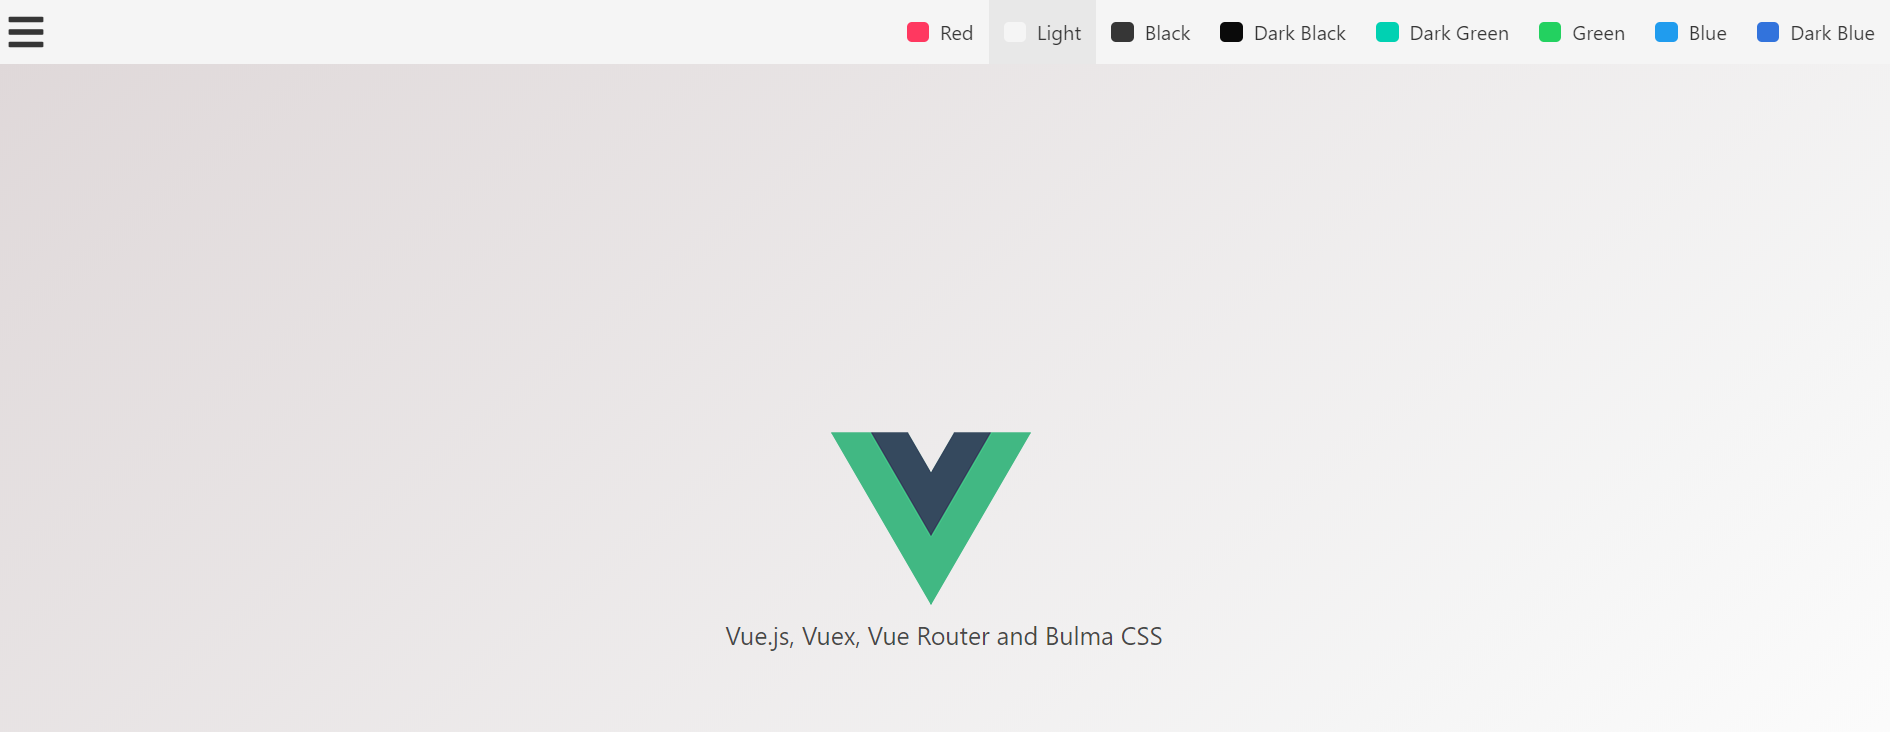 Red Light Black Dark Black Dark Green Green Blue Dark Blue
Vue.js, Vuex, Vue Router and Bulma CSS